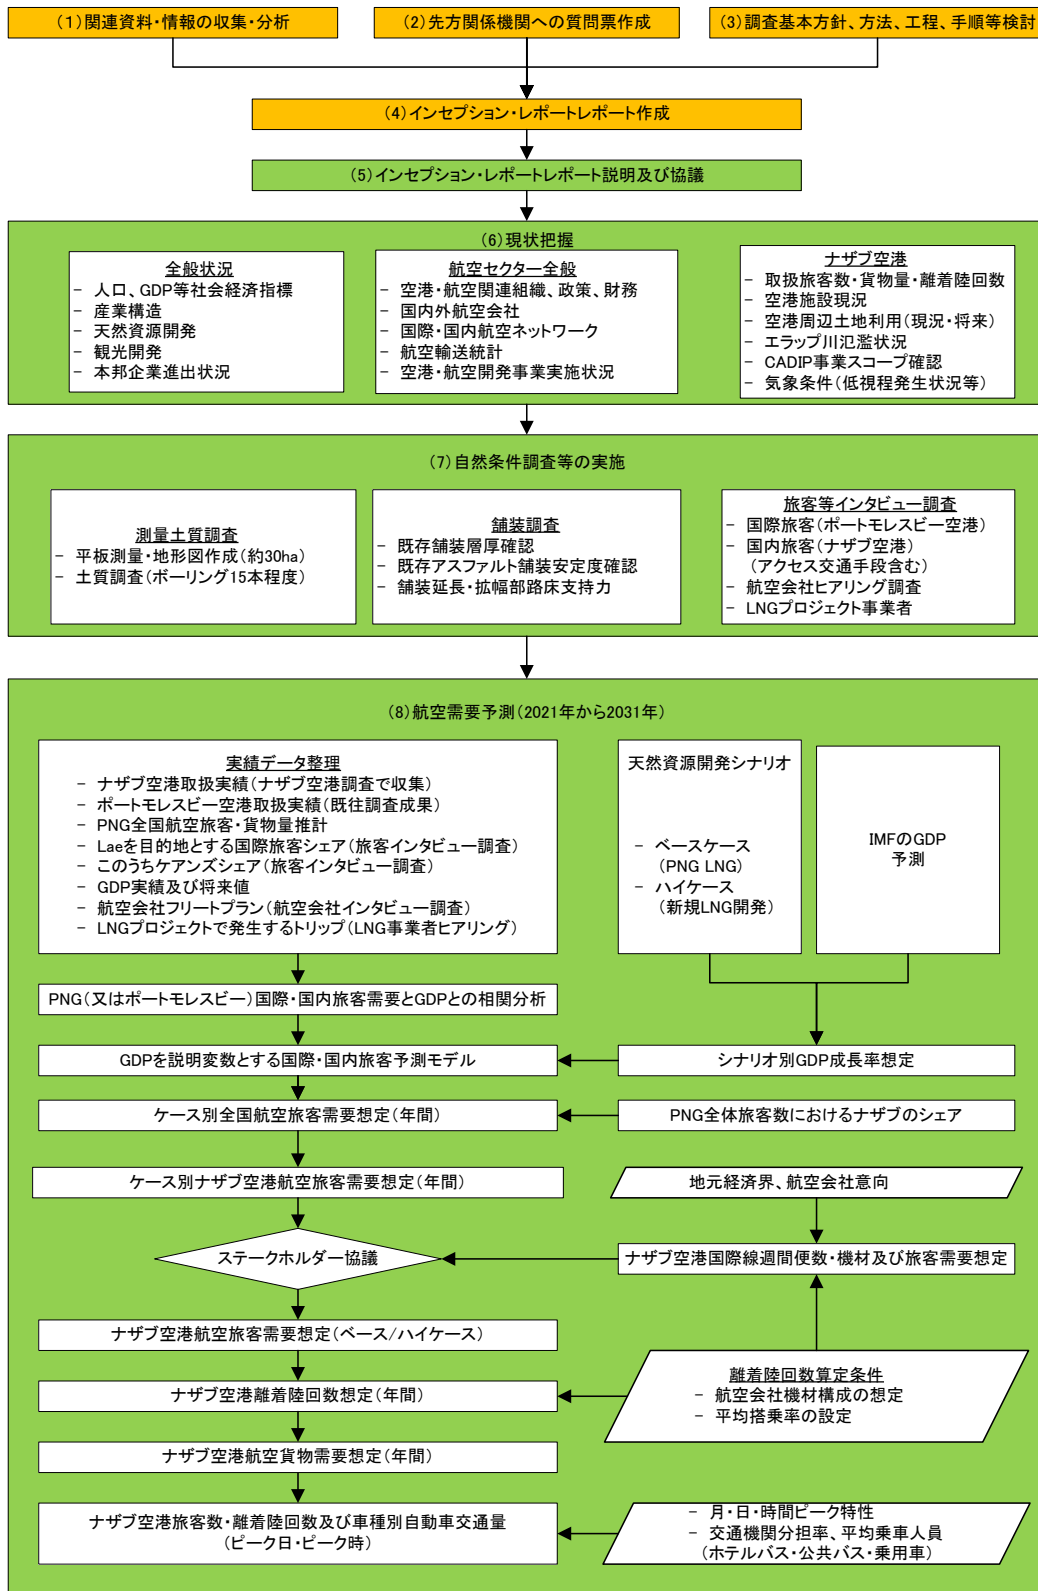 (1)関連資料・情報の収集・分析
(2)先方関係機関への質問票作成
(3)調査基本方針、方法、工程、手順等検討
(4)インセプション・レポートレポート作成
(5)インセプション・レポートレポート説明及び協議
(6)現状把握
全般状況
- 人口、GDP等社会経済指標
- 産業構造
- 天然資源開発
- 観光開発
- 本邦企業進出状況
航空セクター全般
- 空港・航空関連組織、政策、財務
- 国内外航空会社
- 国際・国内航空ネットワーク
- 航空輸送統計
- 空港・航空開発事業実施状況
ナザブ空港
- 取扱旅客数・貨物量・離着陸回数
- 空港施設現況
- 空港周辺土地利用(現況・将来)
- エラップ川氾濫状況
- CADIP事業スコープ確認
- 気象条件(低視程発生状況等)
(7)自然条件調査等の実施
測量土質調査
- 平板測量・地形図作成(約30ha)
- 土質調査(ボーリング15本程度)
舗装調査
- 既存舗装層厚確認
- 既存アスファルト舗装安定度確認
- 舗装延長・拡幅部路床支持力
旅客等インタビュー調査
- 国際旅客(ポートモレスビー空港)
- 国内旅客(ナザブ空港)
(アクセス交通手段含む)
- 航空会社ヒアリング調査
- LNGプロジェクト事業者
(8)航空需要予測(2021年から2031年)
実績データ整理
- ナザブ空港取扱実績(ナザブ空港調査で収集)
- ポートモレスビー空港取扱実績(既往調査成果)
- PNG全国航空旅客・貨物量推計
- Laeを目的地とする国際旅客シェア(旅客インタビュー調査)
- このうちケアンズシェア(旅客インタビュー調査)
- GDP実績及び将来値
- 航空会社フリートプラン(航空会社インタビュー調査)
- LNGプロジェクトで発生するトリップ(LNG事業者ヒアリング)
天然資源開発シナリオ
- ベースケース
(PNG LNG)
- ハイケース
(新規LNG開発)
IMFのGDP
予測
PNG(又はポートモレスビー)国際・国内旅客需要とGDPとの相関分析
GDPを説明変数とする国際・国内旅客予測モデル
シナリオ別GDP成長率想定
ケース別全国航空旅客需要想定(年間)
PNG全体旅客数におけるナザブのシェア
ケース別ナザブ空港航空旅客需要想定(年間)
地元経済界、航空会社意向
ステークホルダー協議
ナザブ空港国際線週間便数・機材及び旅客需要想定
ナザブ空港航空旅客需要想定(ベース/ハイケース)
ナザブ空港離着陸回数想定(年間)
離着陸回数算定条件
- 航空会社機材構成の想定
- 平均搭乗率の設定
ナザブ空港航空貨物需要想定(年間)
ナザブ空港旅客数・離着陸回数及び車種別自動車交通量
(ピーク日・ピーク時)
- 月・日・時間ピーク特性
- 交通機関分担率、平均乗車人員
(ホテルバス・公共バス・乗用車)